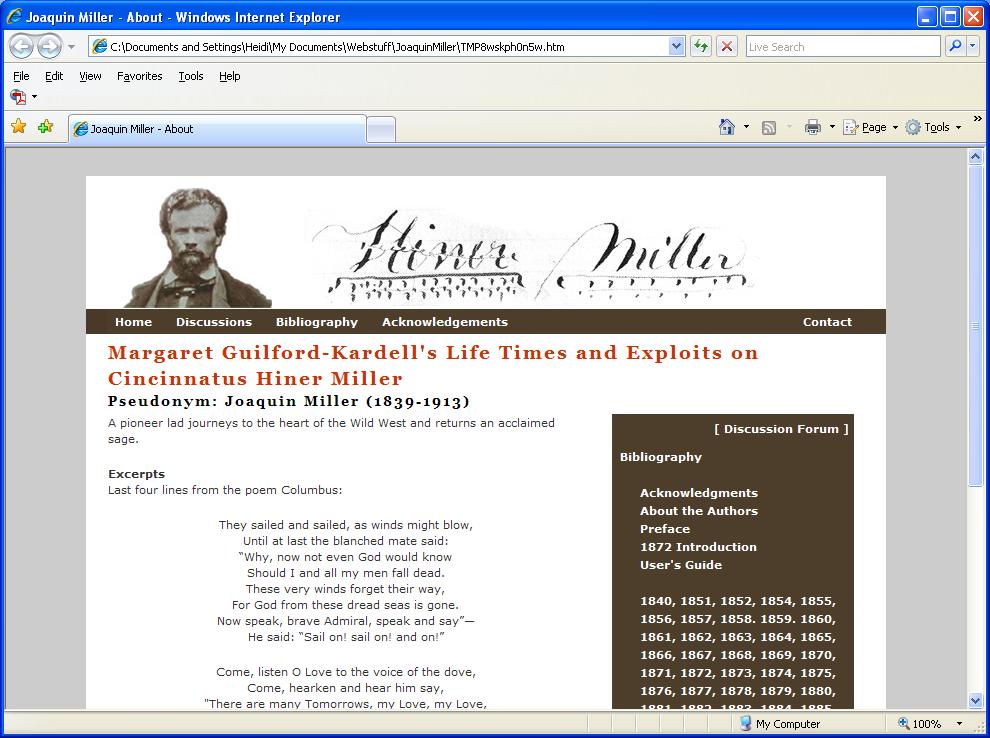 Joaquin Miller - About - Windows Internet Explorer
C:\Documents and Settings\Heidi\My Documents\Webstuff\JoaquinMiller\TMP8wskph0n5w.htm
Live Search
File Edit View Favorites Tools Help
Joaquin Miller - About
Page Tools
Hiner Miller
Home Discussions Bibliography Acknowledgements Contact
Margaret Guilford-Kardell's Life Times and Exploits on
Cincinnatus Hiner Miller
Pseudonym: Joaquin Miller (1839-1913)
A pioneer lad journeys to the heart of the Wild West and returns an acclaimed
sage.
Excerpts
Last four lines from the poem Columbus:
They sailed and sailed, as winds might blow,
Until at last the blanched mate said:
“Why, now not even God would know
Should I and all my men fall dead.
These very winds forget their way,
For God from these dread seas is gone.
Now speak, brave Admiral, speak and say”—
He said: “Sail on! sail on! and on!”
Come, listen O Love to the voice of the dove,
Come, hearken and hear him say,
"There are many Tomorrows, my Love, my Love,
[ Discussion Forum ]
Bibliography
Acknowledgments
About the Authors
Preface
1872 Introduction
User's Guide
1840, 1851, 1852, 1854, 1855,
1856, 1857, 1858. 1859. 1860,
1861, 1862, 1863, 1864, 1865,
1866, 1867, 1868, 1869, 1870,
1871, 1872, 1873, 1874, 1875,
1876, 1877, 1878, 1879, 1880,
1881, 1882, 1883, 1884, 1885,
My Computer 100%